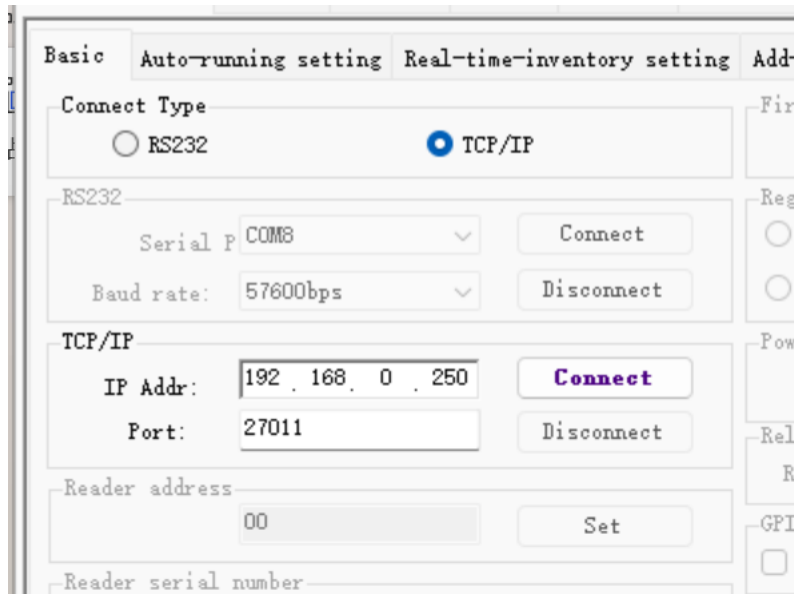 Basic Auto-running setting Real-time-inventory setting Add-
Connect Type
RS232 TCP/IP
RS232
Serial P COM8 Connect
Baud rate: 57600bps Disconnect
TCP/IP
IP Addr: 192 . 168 . 0 . 250 Connect
Port: 27011 Disconnect
Reader address
00 Set
Reader serial number